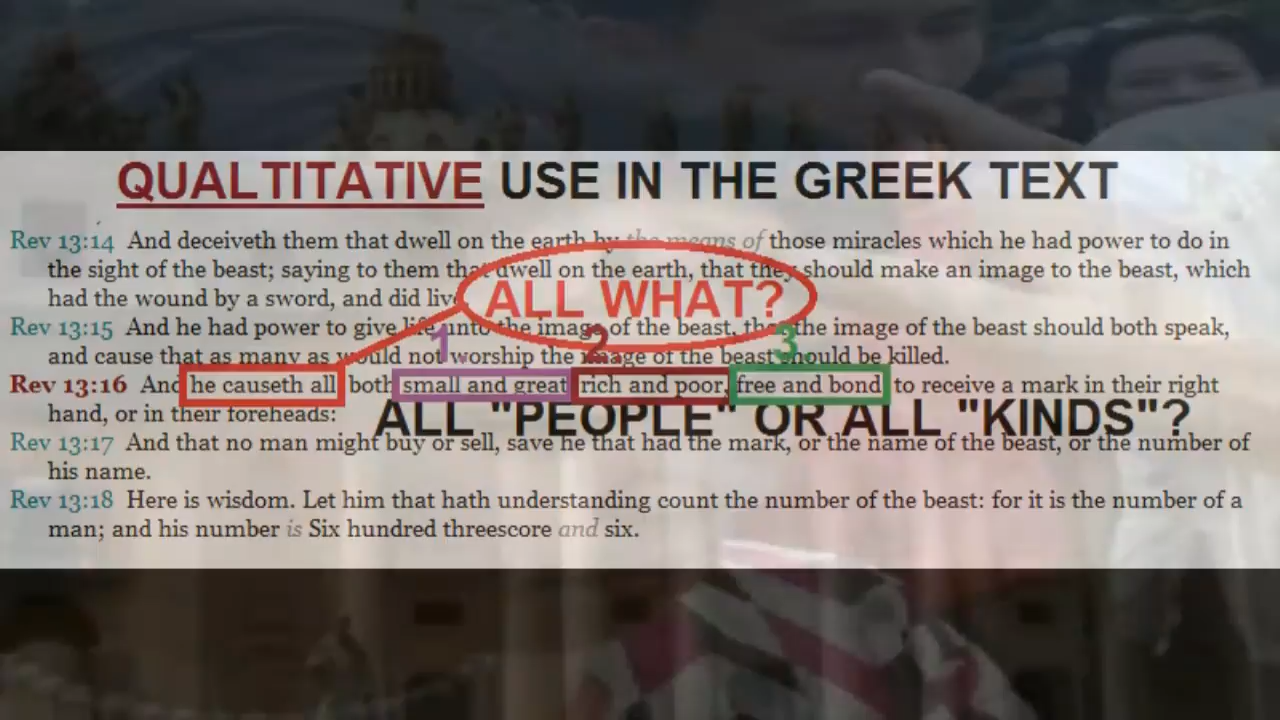 QUALTITATIVE USE IN THE GREEK TEXT
Rev 13:14 And deceiveth them that dwell on the earth by the means of those miracles which he had power to do in
the sight of the beast; saying to them that dwell on the earth, that they should make an image to the beast, which
had the wound by a sword, and did live
ALL WHAT?
Rev 13:15 And he had power to give life unto the image of the beast, that the image of the beast should both speak,
1. 2. 3.
and cause that as many as would not worship the image of the beast should be killed.
Rev 13:16 And he causeth all, both small and great, rich and poor, free and bond, to receive a mark in their right
hand, or in their foreheads:
ALL "PEOPLE" OR ALL "KINDS"?
Rev 13:17 And that no man might buy or sell, save he that had the mark, or the name of the beast, or the number of
his name.
Rev 13:18 Here is wisdom. Let him that hath understanding count the number of the beast: for it is the number of a
man; and his number is Six hundred threescore and six.